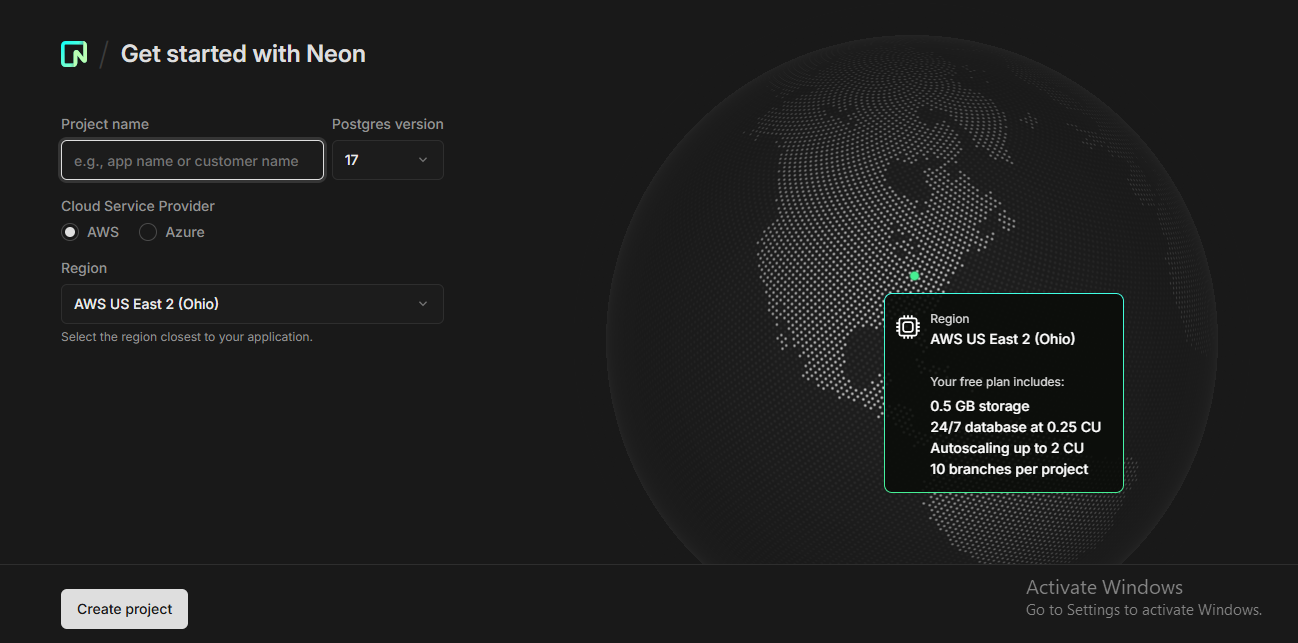 Get started with Neon
Project name
Postgres version
e.g., app name or customer name
17
Cloud Service Provider
AWS
Azure
Region
AWS US East 2 (Ohio)
Select the region closest to your application.
Region
AWS US East 2 (Ohio)
Your free plan includes:
0.5 GB storage
24/7 database at 0.25 CU
Autoscaling up to 2 CU
10 branches per project
Create project
Activate Windows
Go to Settings to activate Windows.